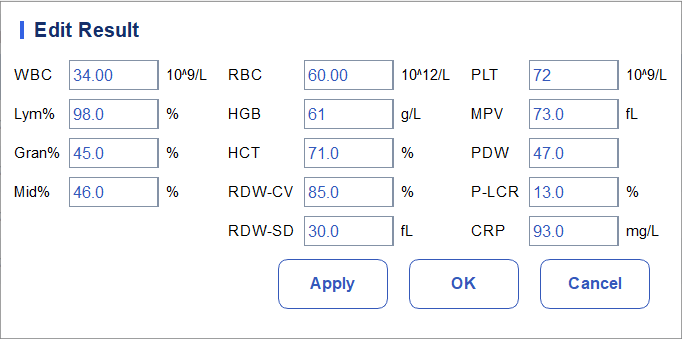 Edit Result
WBC 34.00 10^9/L RBC 60.00 10^12/L PLT 72 10^9/L
Lym% 98.0 % HGB 61 g/L MPV 73.0 fL
Gran% 45.0 % HCT 71.0 % PDW 47.0
Mid% 46.0 % RDW-CV 85.0 % P-LCR 13.0 %
RDW-SD 30.0 fL CRP 93.0 mg/L
Apply OK Cancel